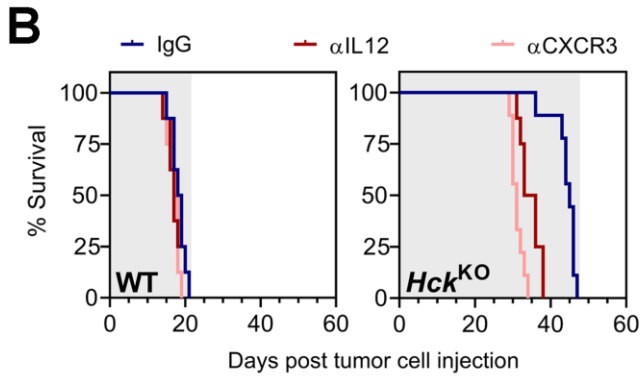 B
IgG αIL12 αCXCR3
% Survival
100
75
50
25
0
WT
0 20 40 60
100
75
50
25
0
Hck^KO
0 20 40 60
Days post tumor cell injection